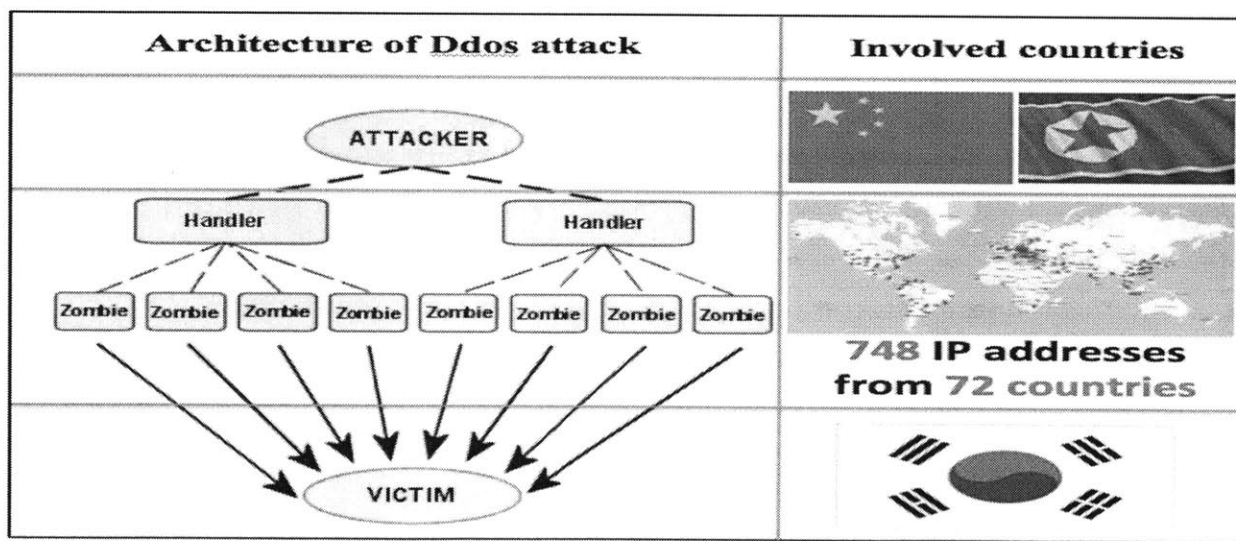 Architecture of Ddos attack
Involved countries
ATTACKER
Handler
Handler
Zombie
Zombie
Zombie
Zombie
Zombie
Zombie
Zombie
Zombie
748 IP addresses
from 72 countries
VICTIM